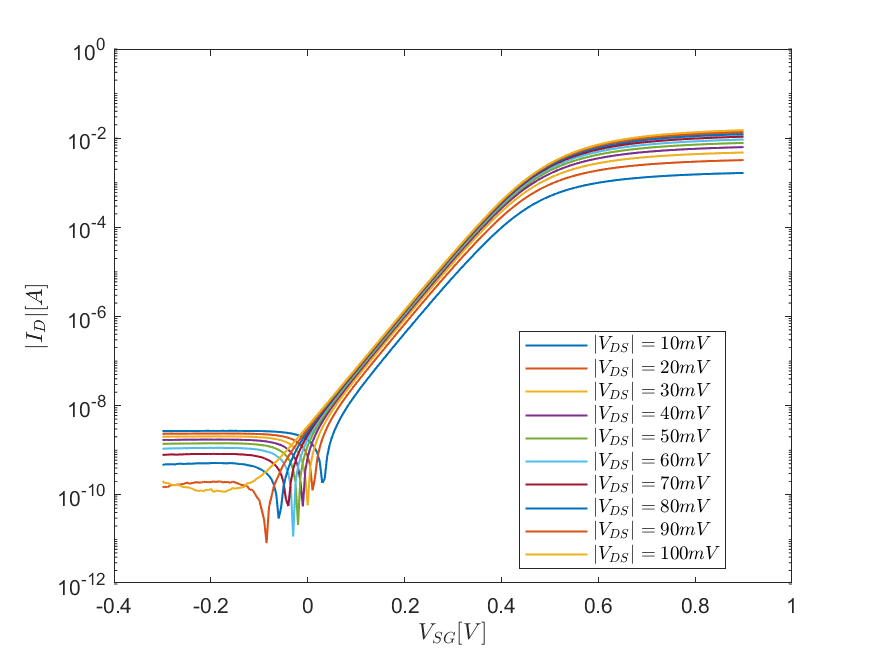 10^0
10^-2
10^-4
10^-6
10^-8
10^-10
10^-12
|I_D|[A]
|V_DS| = 10mV
|V_DS| = 20mV
|V_DS| = 30mV
|V_DS| = 40mV
|V_DS| = 50mV
|V_DS| = 60mV
|V_DS| = 70mV
|V_DS| = 80mV
|V_DS| = 90mV
|V_DS| = 100mV
-0.4 -0.2 0 0.2 0.4 0.6 0.8 1
V_SG[V]